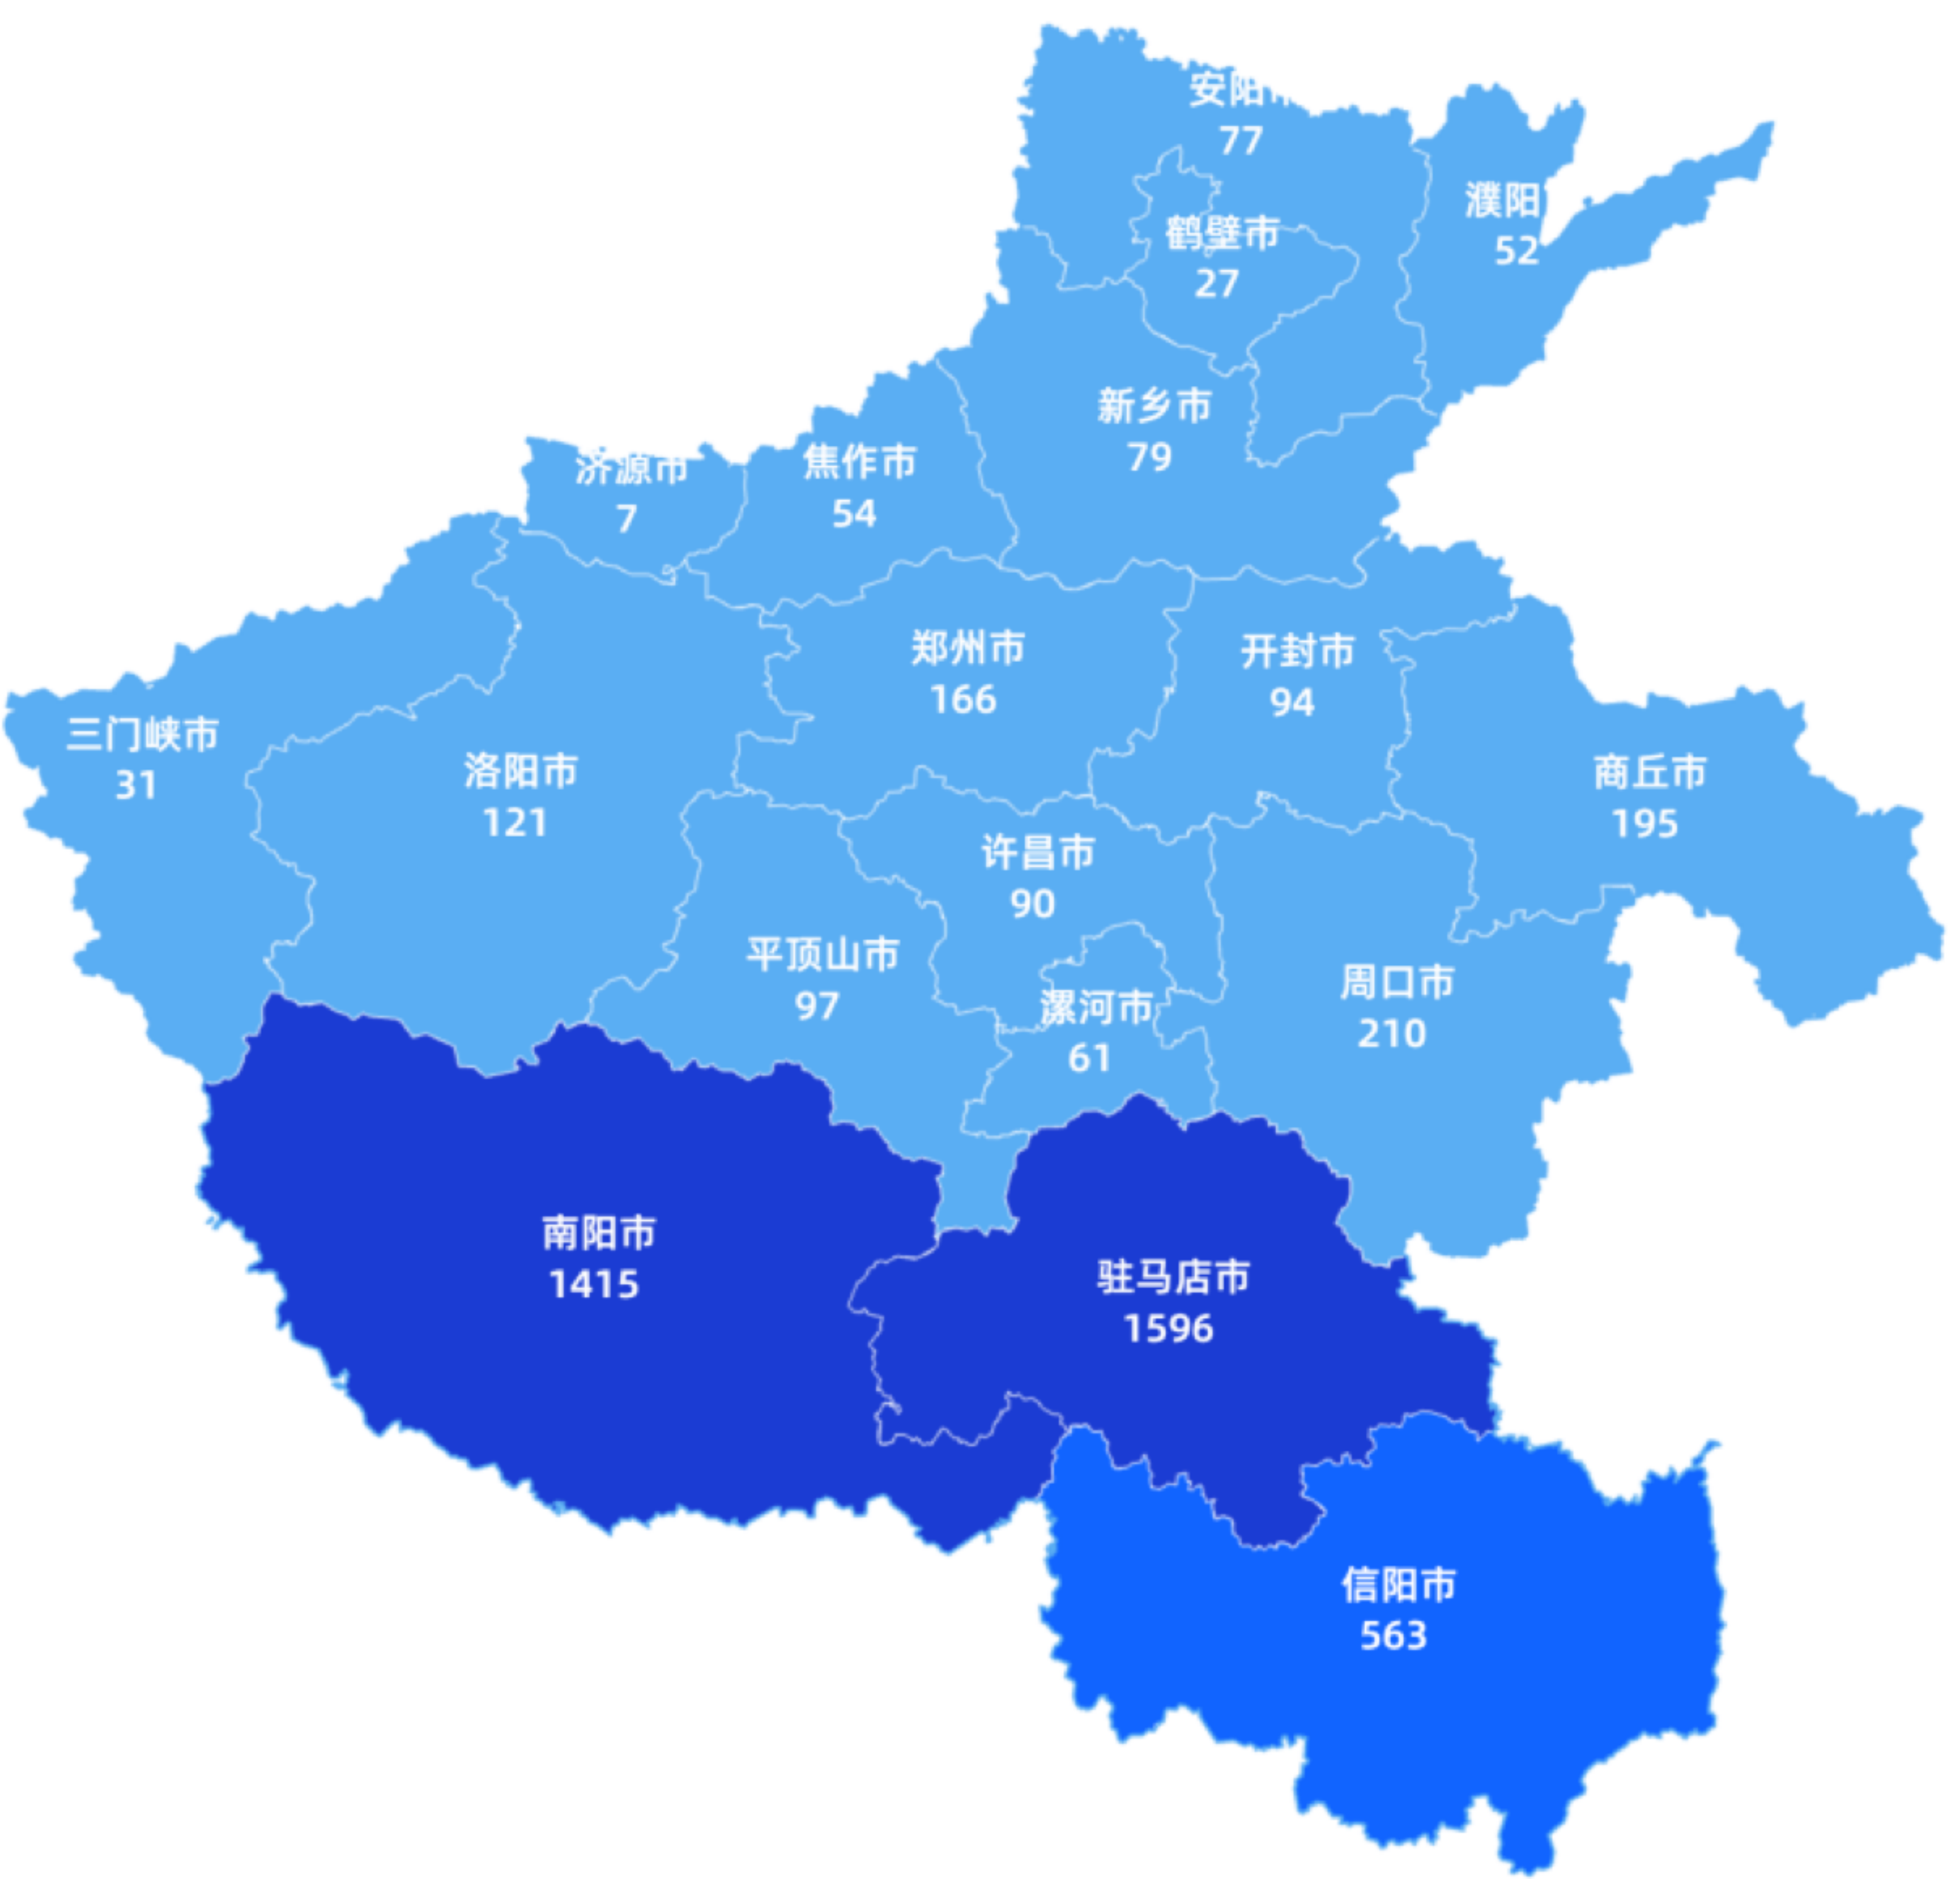 安阳
77
濮阳
52
鹤壁市
27
新乡市
79
济源市
7
焦作市
54
郑州市
166
开封市
94
三门峡市
31
洛阳市
121
商丘市
195
许昌市
90
平顶山市
97
漯河市
61
周口市
210
南阳市
1415
驻马店市
1596
信阳市
563